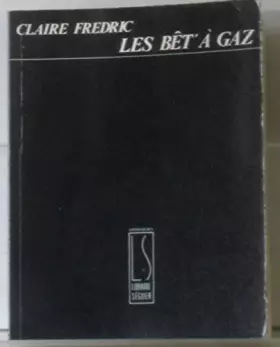 CLAIRE FREDRIC
LES BÊT' À GAZ
LS
LIBRAIRIE
SÉGUIER